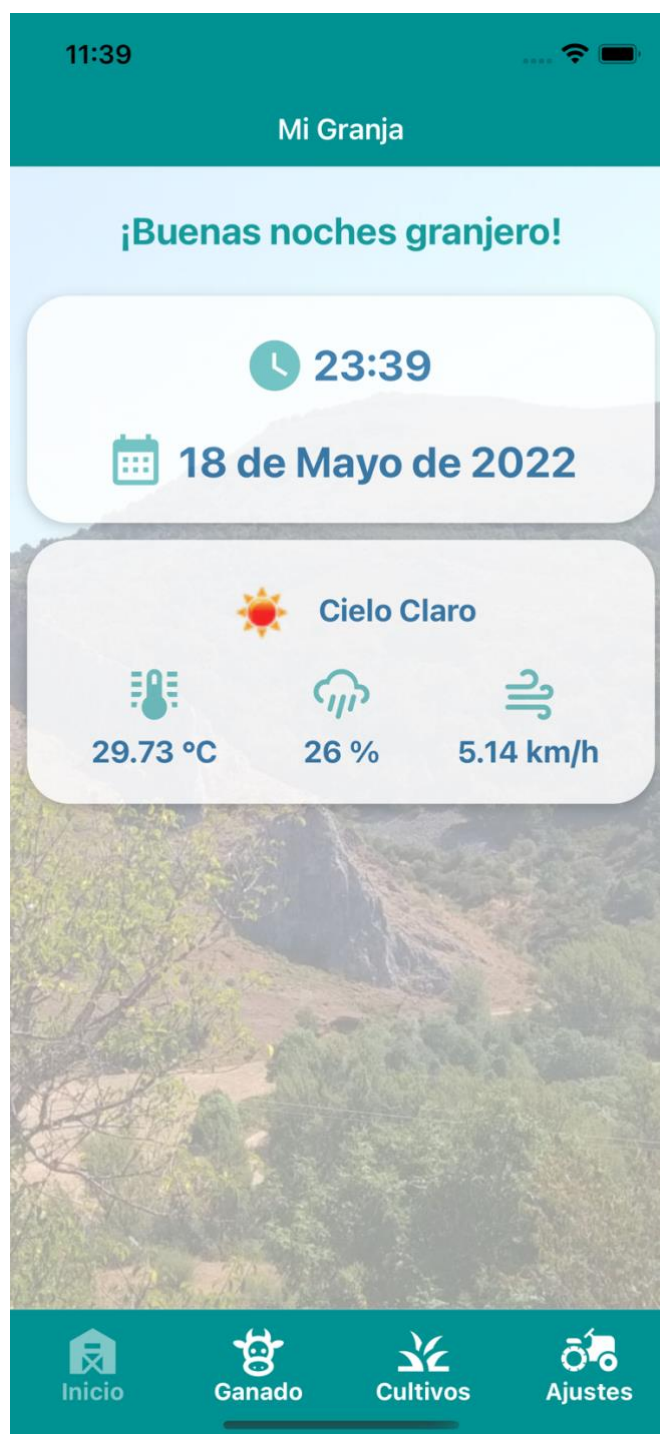 11:39
Mi Granja
¡Buenas noches granjero!
23:39
18 de Mayo de 2022
Cielo Claro
29.73 ºC 26 % 5.14 km/h
Inicio Ganado Cultivos Ajustes